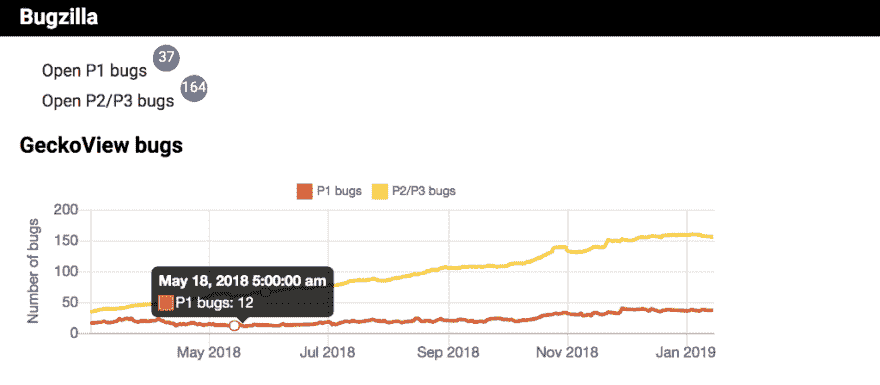 Bugzilla
Open P1 bugs 37
Open P2/P3 bugs 164
GeckoView bugs
P1 bugs P2/P3 bugs
Number of bugs
200
150
100
50
0
May 18, 2018 5:00:00 am
P1 bugs: 12
May 2018 Jul 2018 Sep 2018 Nov 2018 Jan 2019